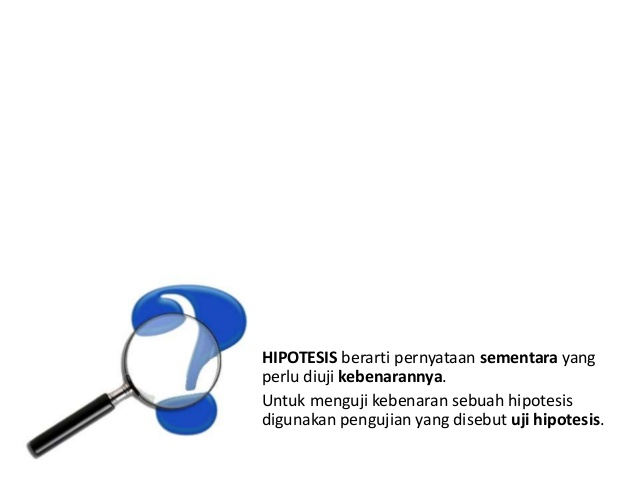 HIPOTESIS berarti pernyataan sementara yang
perlu diuji kebenarannya.
Untuk menguji kebenaran sebuah hipotesis
digunakan pengujian yang disebut uji hipotesis.